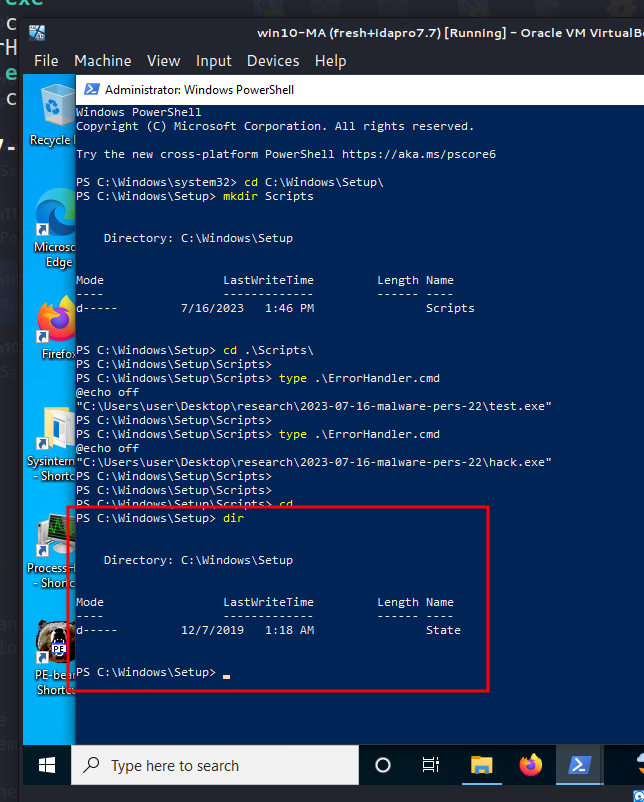 exe
win10-MA (fresh+idapro7.7) [Running] - Oracle VM VirtualBo
File Machine View Input Devices Help
Administrator: Windows PowerShell
Windows PowerShell
Copyright (C) Microsoft Corporation. All rights reserved.
Try the new cross-platform PowerShell https://aka.ms/pscore6
PS C:\Windows\system32> cd C:\Windows\Setup\
PS C:\Windows\Setup> mkdir Scripts
Directory: C:\Windows\Setup
Mode LastWriteTime Length Name
---- ------------- ------ ----
d----- 7/16/2023 1:46 PM Scripts
PS C:\Windows\Setup> cd .\Scripts\
PS C:\Windows\Setup\Scripts>
PS C:\Windows\Setup\Scripts> type .\ErrorHandler.cmd
@echo off
"C:\Users\user\Desktop\research\2023-07-16-malware-pers-22\test.exe"
PS C:\Windows\Setup\Scripts>
PS C:\Windows\Setup\Scripts> type .\ErrorHandler.cmd
@echo off
"C:\Users\user\Desktop\research\2023-07-16-malware-pers-22\hack.exe"
PS C:\Windows\Setup\Scripts>
PS C:\Windows\Setup\Scripts>
PS C:\Windows\Setup\Scripts> cd
PS C:\Windows\Setup> dir
Directory: C:\Windows\Setup
Mode LastWriteTime Length Name
---- ------------- ------ ----
d----- 12/7/2019 1:18 AM State
PS C:\Windows\Setup>
Recycle
Microso
Edge
Firefox
Sysintern
- Shortc
ProcessH
- Shortc
PE
PE-bea
Shortcu
Type here to search